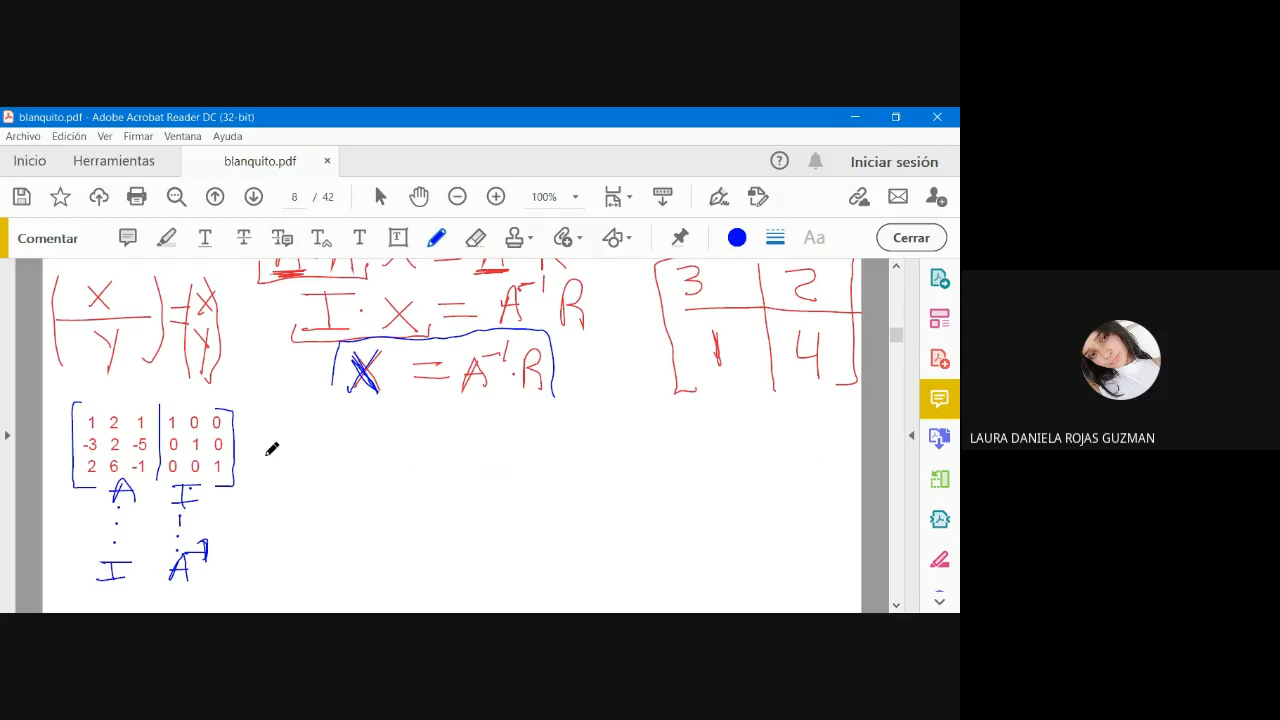 blanquito.pdf - Adobe Acrobat Reader DC (32-bit)
Archivo Edición Ver Firmar Ventana Ayuda
Inicio Herramientas blanquito.pdf × Iniciar sesión
8 / 42 100%
Comentar Aa Cerrar
X = R
( X / y ) = ( X y )
I · X = A⁻¹ R
X = A⁻¹ · R
3 2
1 4
1 2 1 | 1 0 0
-3 2 -5 | 0 1 0
2 6 -1 | 0 0 1
A I
I A⁻¹
LAURA DANIELA ROJAS GUZMAN